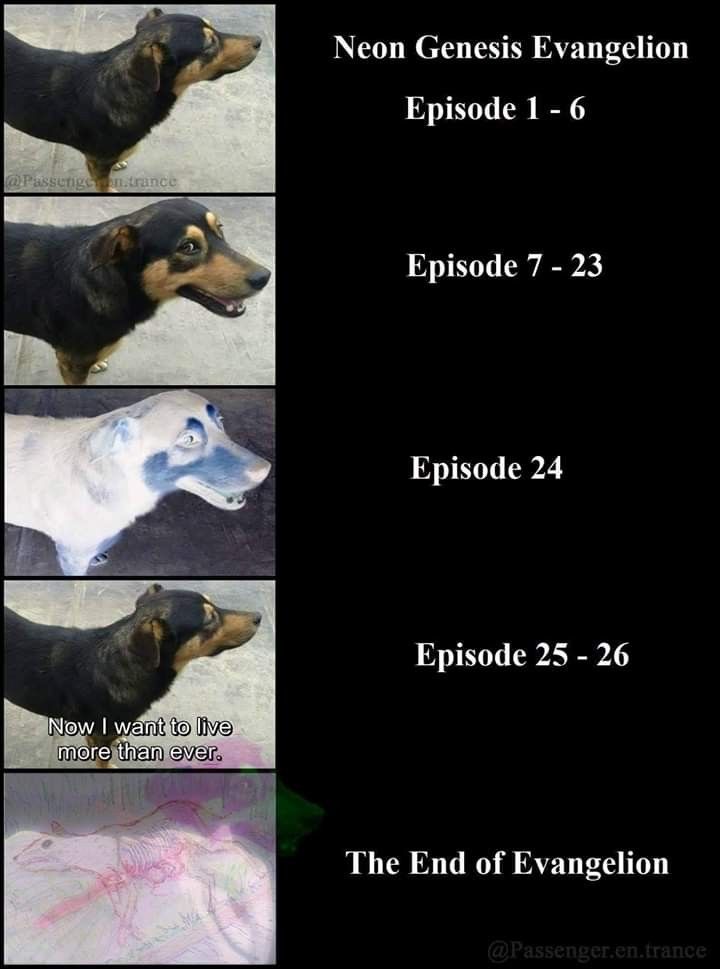 Neon Genesis Evangelion
Episode 1 - 6
Episode 7 - 23
Episode 24
Episode 25 - 26
Now I want to live
more than ever.
The End of Evangelion
@Passenger.en.trance